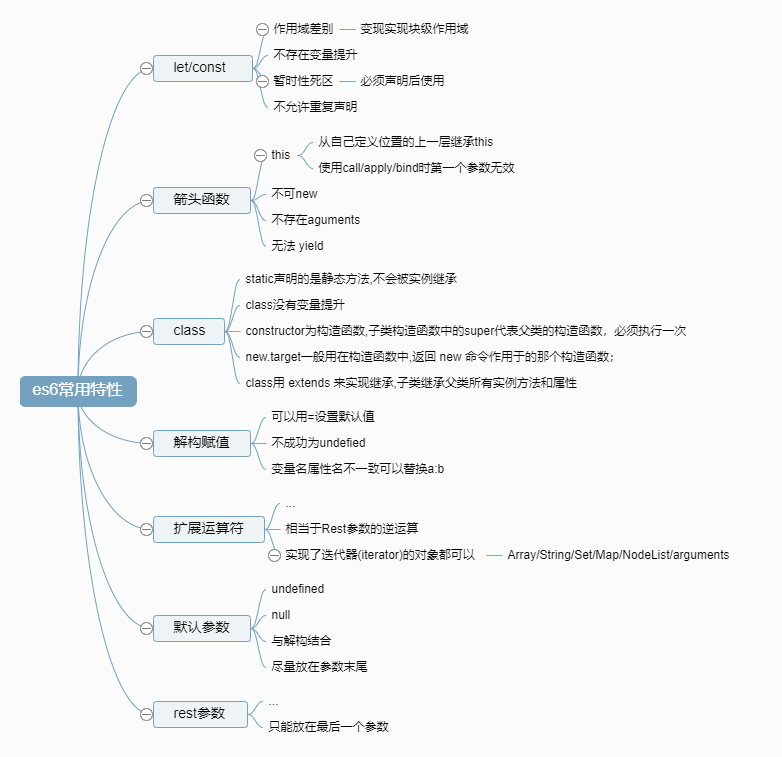 es6常用特性
let/const
作用域差别
变现实现块级作用域
不存在变量提升
暂时性死区
必须声明后使用
不允许重复声明
箭头函数
this
从自己定义位置的上一层继承this
使用call/apply/bind时第一个参数无效
不可new
不存在aguments
无法 yield
class
static声明的是静态方法,不会被实例继承
class没有变量提升
constructor为构造函数,子类构造函数中的super代表父类的构造函数，必须执行一次
new.target一般用在构造函数中,返回 new 命令作用于的那个构造函数；
class用 extends 来实现继承,子类继承父类所有实例方法和属性
解构赋值
可以用=设置默认值
不成功为undefied
变量名属性名不一致可以替换a:b
扩展运算符
...
相当于Rest参数的逆运算
实现了迭代器(iterator)的对象都可以
Array/String/Set/Map/NodeList/arguments
默认参数
undefined
null
与解构结合
尽量放在参数末尾
rest参数
...
只能放在最后一个参数